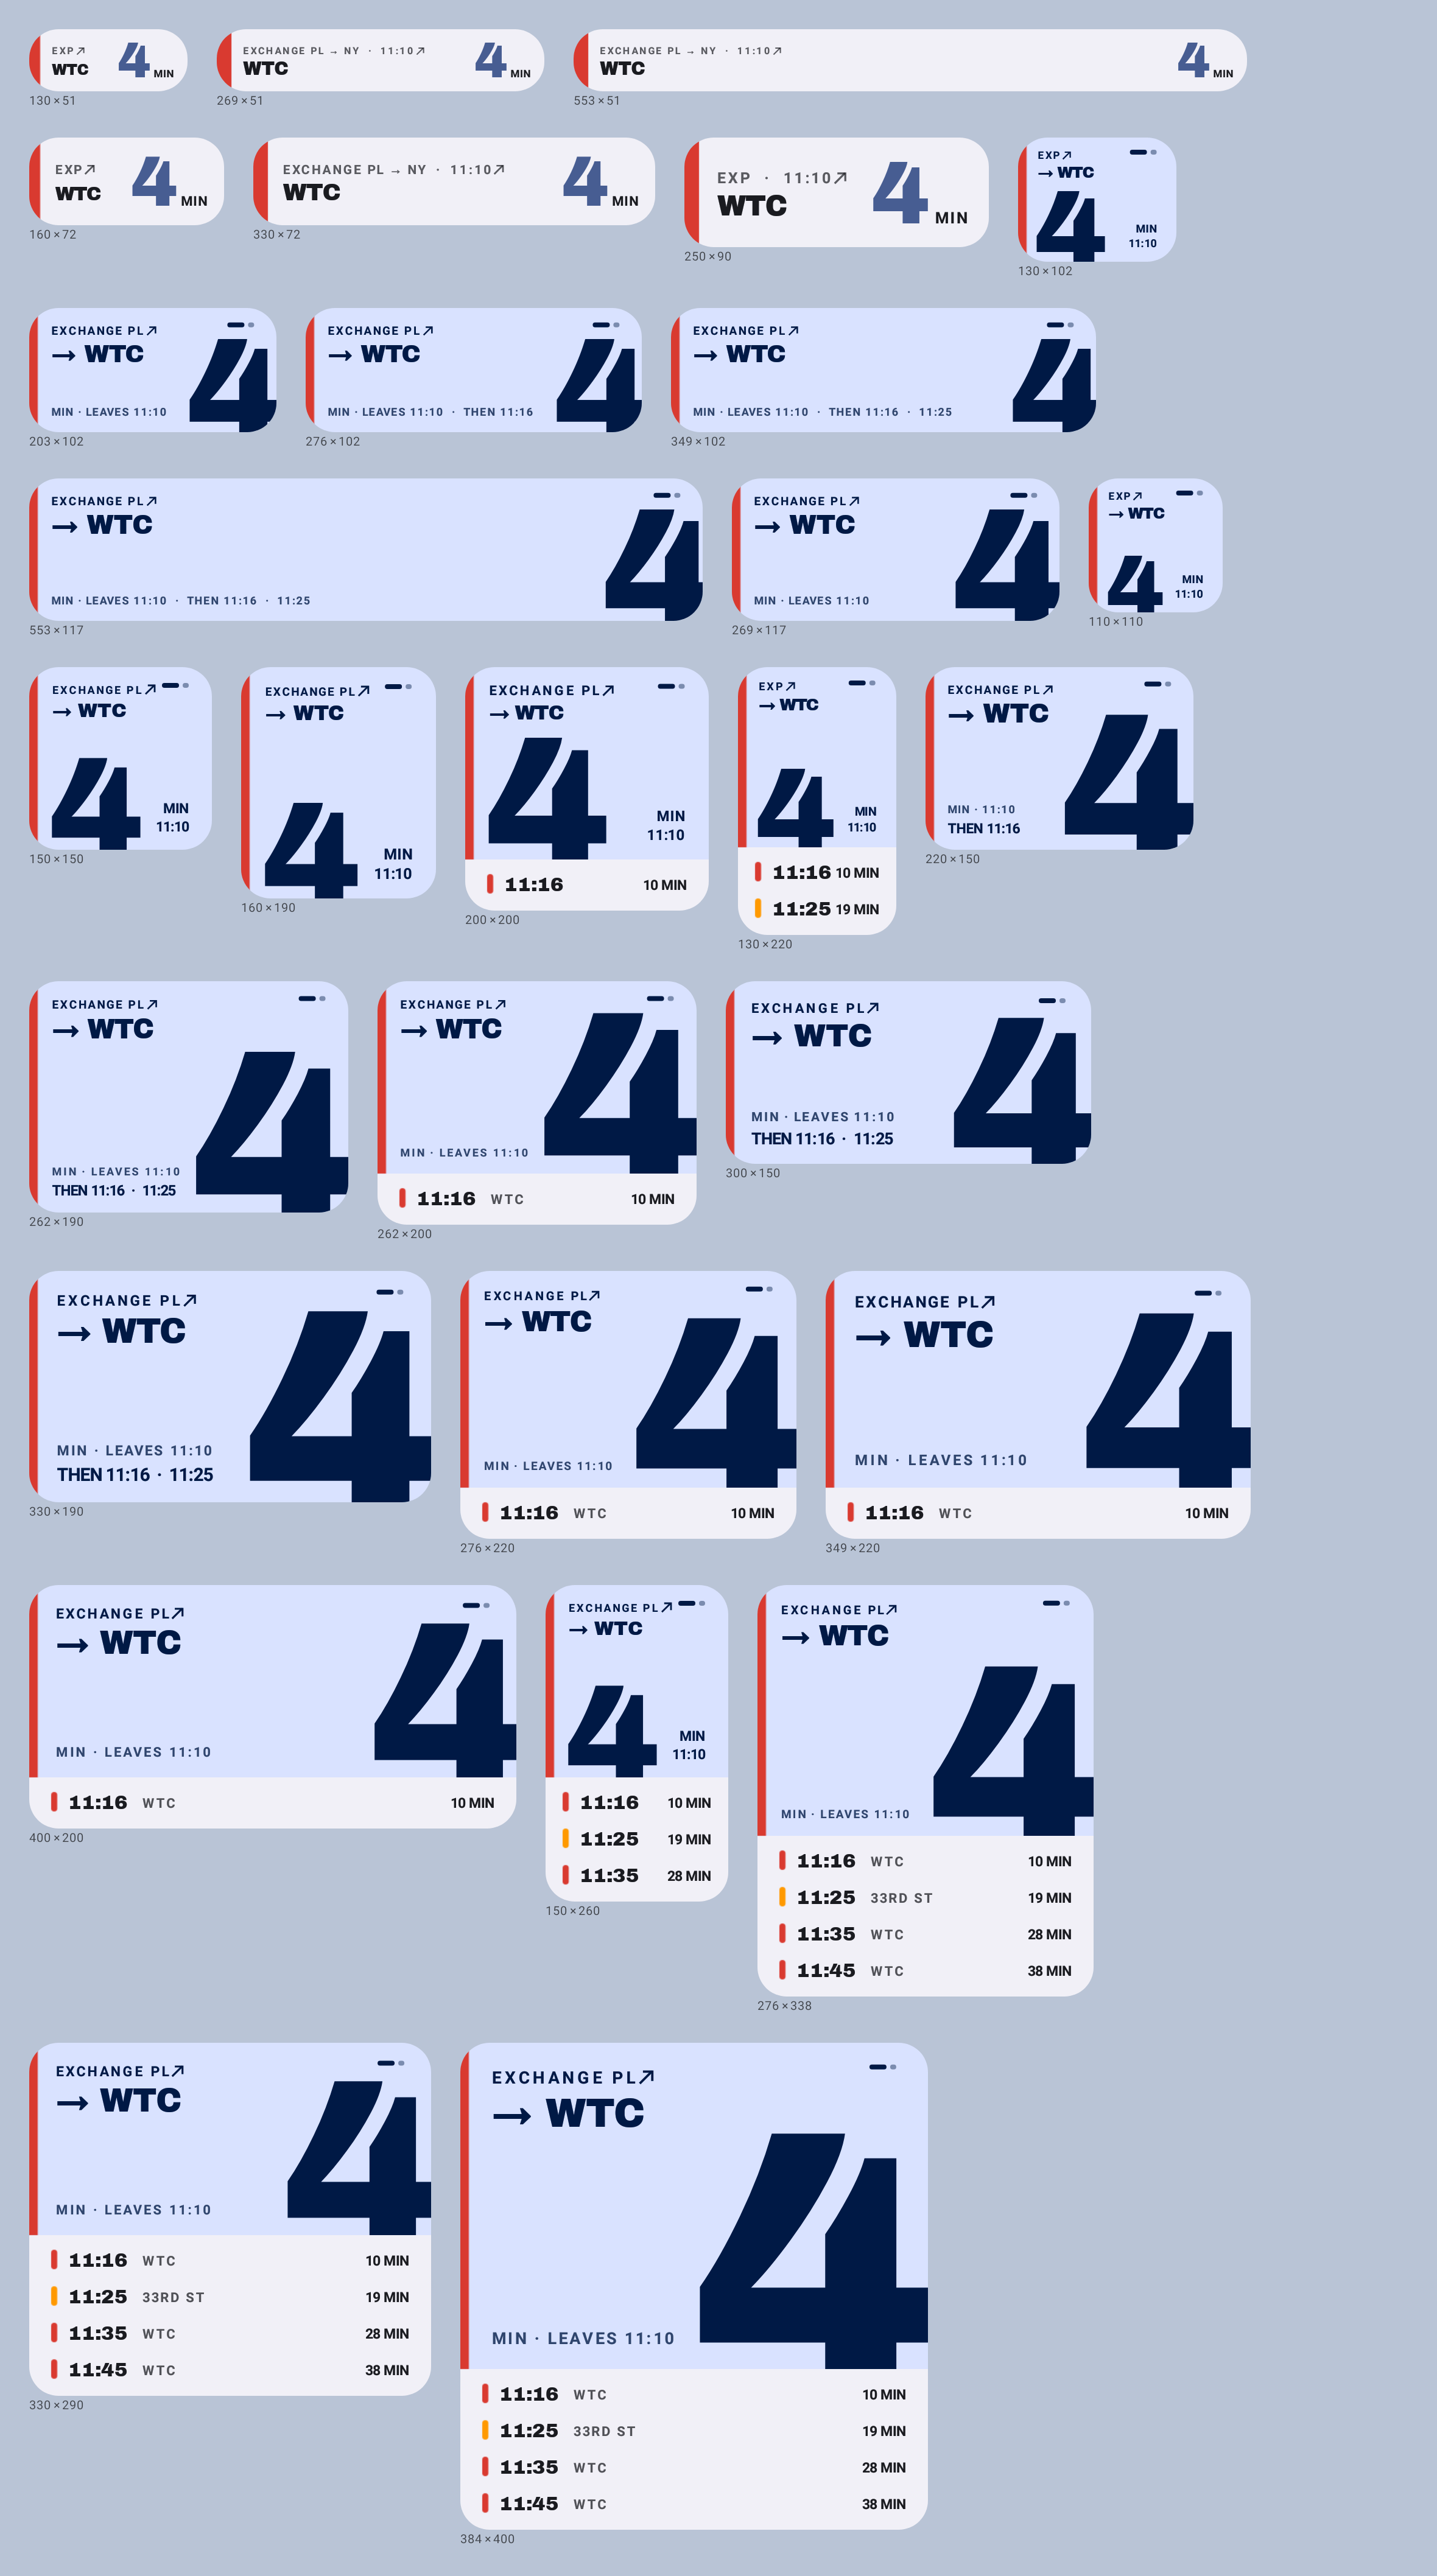 EXP↗
WTC
4 MIN
130×51
EXCHANGE PL → NY · 11:10↗
WTC
4 MIN
269×51
EXCHANGE PL → NY · 11:10↗
WTC
4 MIN
553×51
EXP↗
WTC
4 MIN
160×72
EXCHANGE PL → NY · 11:10↗
WTC
4 MIN
330×72
EXP · 11:10↗
WTC
4 MIN
250×90
EXP↗
→ WTC
4
MIN
11:10
130×102
EXCHANGE PL↗
→ WTC
MIN · LEAVES 11:10
4
203×102
EXCHANGE PL↗
→ WTC
MIN · LEAVES 11:10 · THEN 11:16
4
276×102
EXCHANGE PL↗
→ WTC
MIN · LEAVES 11:10 · THEN 11:16 · 11:25
4
349×102
EXCHANGE PL↗
→ WTC
MIN · LEAVES 11:10 · THEN 11:16 · 11:25
4
553×117
EXCHANGE PL↗
→ WTC
MIN · LEAVES 11:10
4
269×117
EXP↗
→ WTC
4
MIN
11:10
110×110
EXCHANGE PL↗
→ WTC
4
MIN
11:10
150×150
EXCHANGE PL↗
→ WTC
4
MIN
11:10
160×190
EXCHANGE PL↗
→ WTC
4
MIN
11:10
11:16 10 MIN
200×200
EXP↗
→ WTC
4
MIN
11:10
11:16 10 MIN
11:25 19 MIN
130×220
EXCHANGE PL↗
→ WTC
4
MIN · 11:10
THEN 11:16
220×150
EXCHANGE PL↗
→ WTC
4
MIN · LEAVES 11:10
THEN 11:16 · 11:25
262×190
EXCHANGE PL↗
→ WTC
4
MIN · LEAVES 11:10
11:16 WTC 10 MIN
262×200
EXCHANGE PL↗
→ WTC
4
MIN · LEAVES 11:10
THEN 11:16 · 11:25
300×150
EXCHANGE PL↗
→ WTC
4
MIN · LEAVES 11:10
THEN 11:16 · 11:25
330×190
EXCHANGE PL↗
→ WTC
4
MIN · LEAVES 11:10
11:16 WTC 10 MIN
276×220
EXCHANGE PL↗
→ WTC
4
MIN · LEAVES 11:10
11:16 WTC 10 MIN
349×220
EXCHANGE PL↗
→ WTC
4
MIN · LEAVES 11:10
11:16 WTC 10 MIN
400×200
EXCHANGE PL↗
→ WTC
4
MIN
11:10
11:16 10 MIN
11:25 19 MIN
11:35 28 MIN
150×260
EXCHANGE PL↗
→ WTC
4
MIN · LEAVES 11:10
11:16 WTC 10 MIN
11:25 33RD ST 19 MIN
11:35 WTC 28 MIN
11:45 WTC 38 MIN
276×338
EXCHANGE PL↗
→ WTC
4
MIN · LEAVES 11:10
11:16 WTC 10 MIN
11:25 33RD ST 19 MIN
11:35 WTC 28 MIN
11:45 WTC 38 MIN
330×290
EXCHANGE PL↗
→ WTC
4
MIN · LEAVES 11:10
11:16 WTC 10 MIN
11:25 33RD ST 19 MIN
11:35 WTC 28 MIN
11:45 WTC 38 MIN
384×400